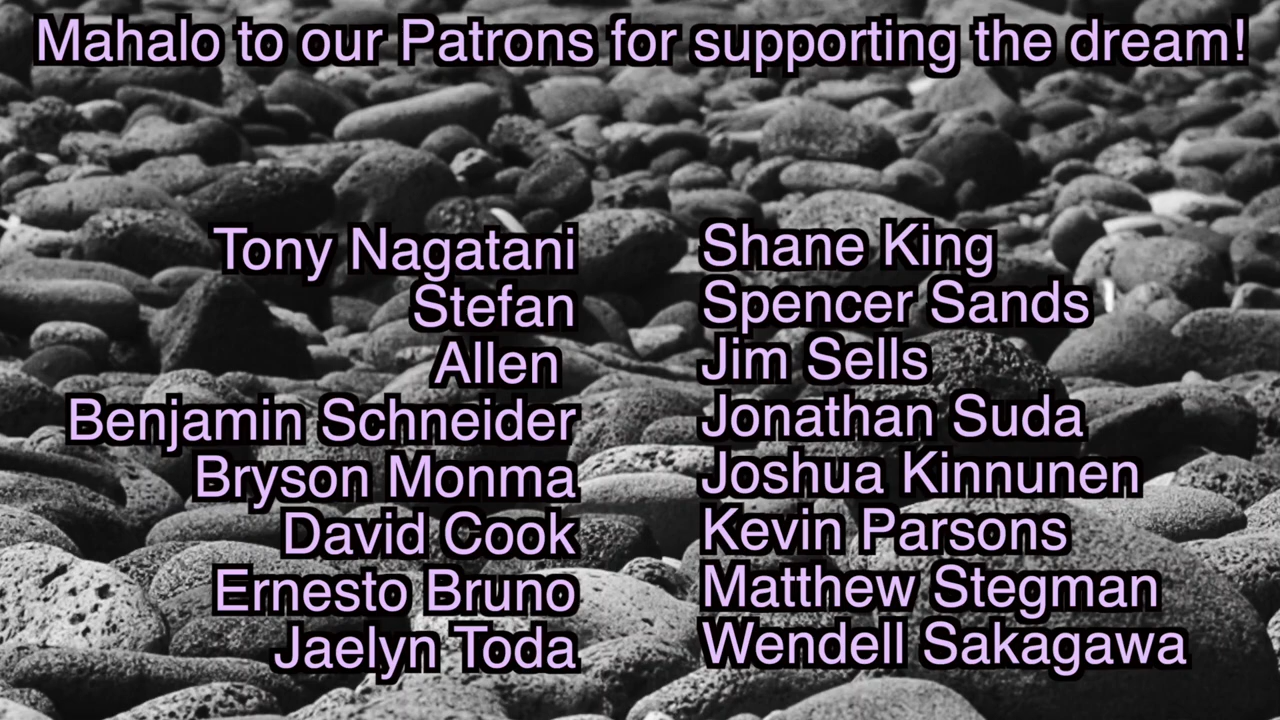 Mahalo to our Patrons for supporting the dream!
Tony Nagatani
Stefan
Allen
Benjamin Schneider
Bryson Monma
David Cook
Ernesto Bruno
Jaelyn Toda
Shane King
Spencer Sands
Jim Sells
Jonathan Suda
Joshua Kinnunen
Kevin Parsons
Matthew Stegman
Wendell Sakagawa